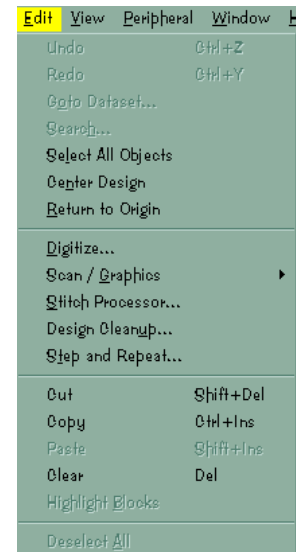 Edit View Peripheral Window H
Undo Ctrl+Z
Redo Ctrl+Y
Goto Dataset...
Search...
Select All Objects
Center Design
Return to Origin
Digitize...
Scan / Graphics
Stitch Processor...
Design Cleanup...
Step and Repeat...
Cut Shift+Del
Copy Ctrl+Ins
Paste Shift+Ins
Clear Del
Highlight Blocks
Deselect All